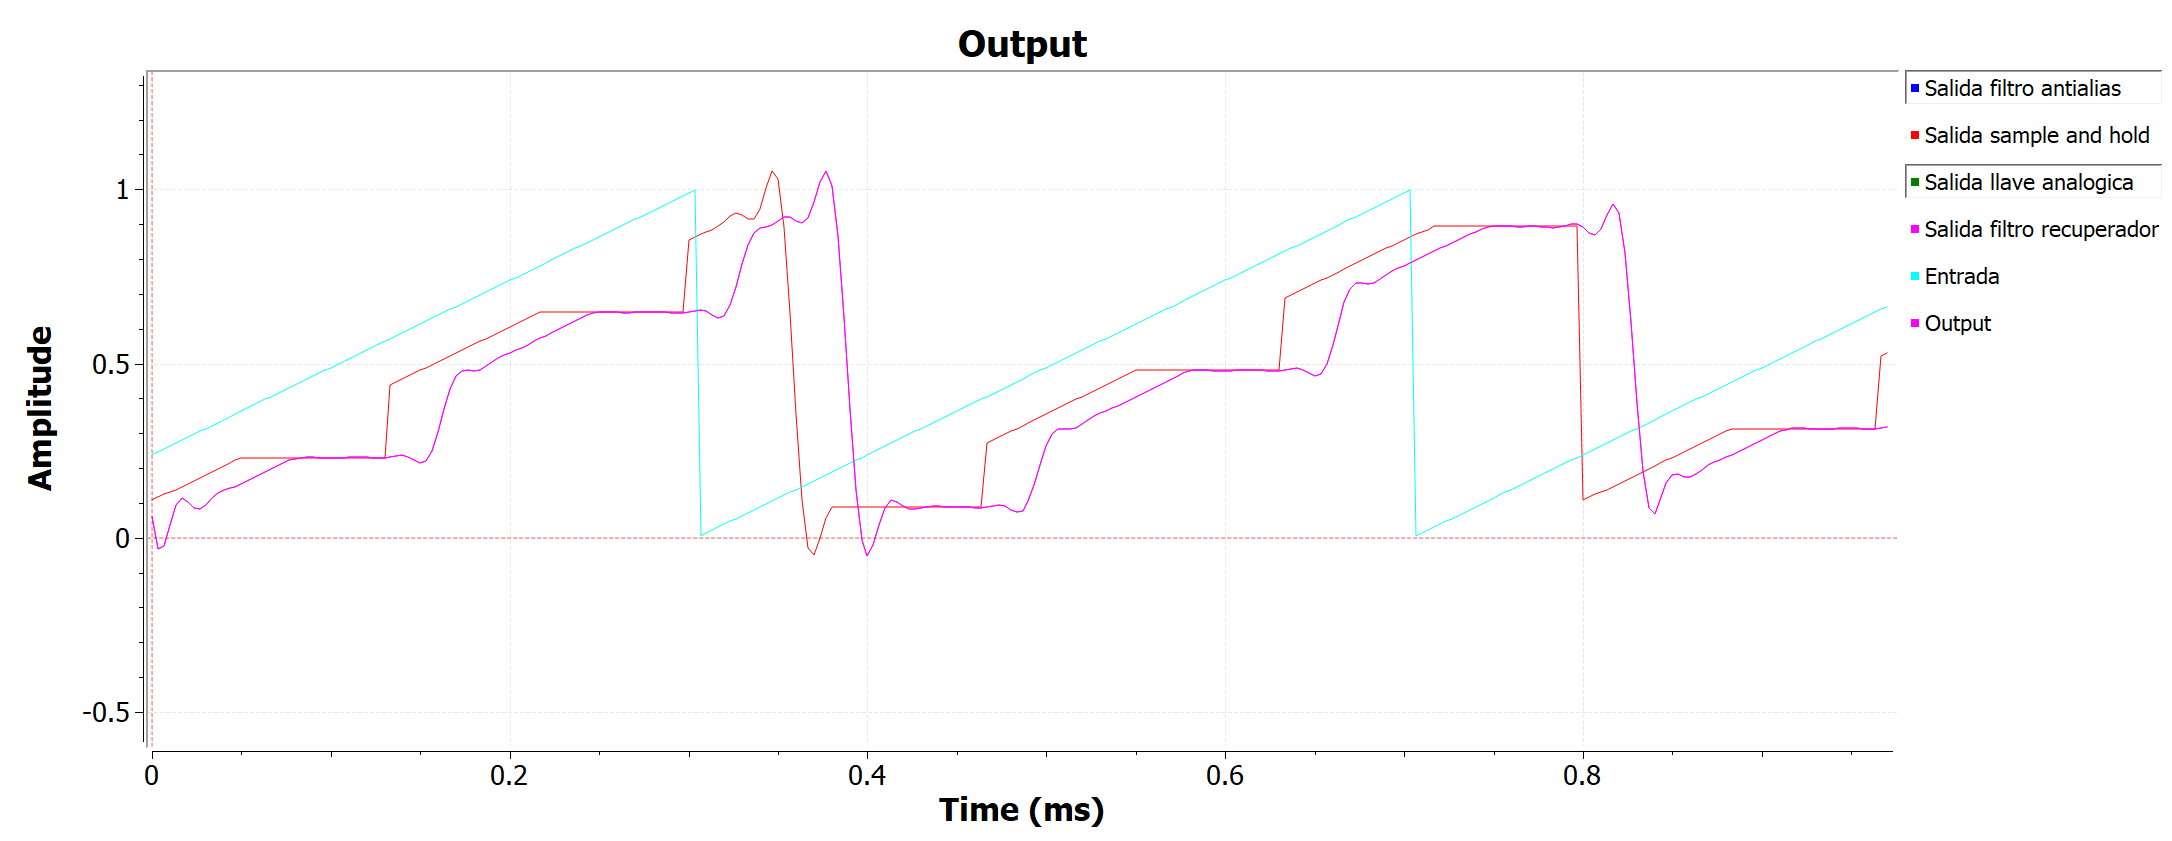 Output
Amplitude
1
0.5
0
-0.5
0
0.2
0.4
0.6
0.8
Time (ms)
Salida filtro antialias
Salida sample and hold
Salida llave analogica
Salida filtro recuperador
Entrada
Output